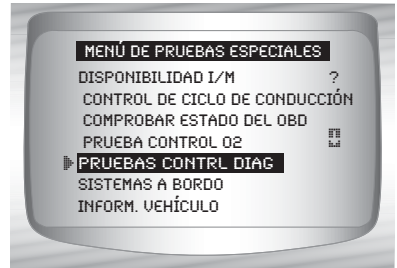 MENÚ DE PRUEBAS ESPECIALES
DISPONIBILIDAD I/M ?
CONTROL DE CICLO DE CONDUCCIÓN
COMPROBAR ESTADO DEL OBD
PRUEBA CONTROL O2
PRUEBAS CONTRL DIAG
SISTEMAS A BORDO
INFORM. VEHÍCULO